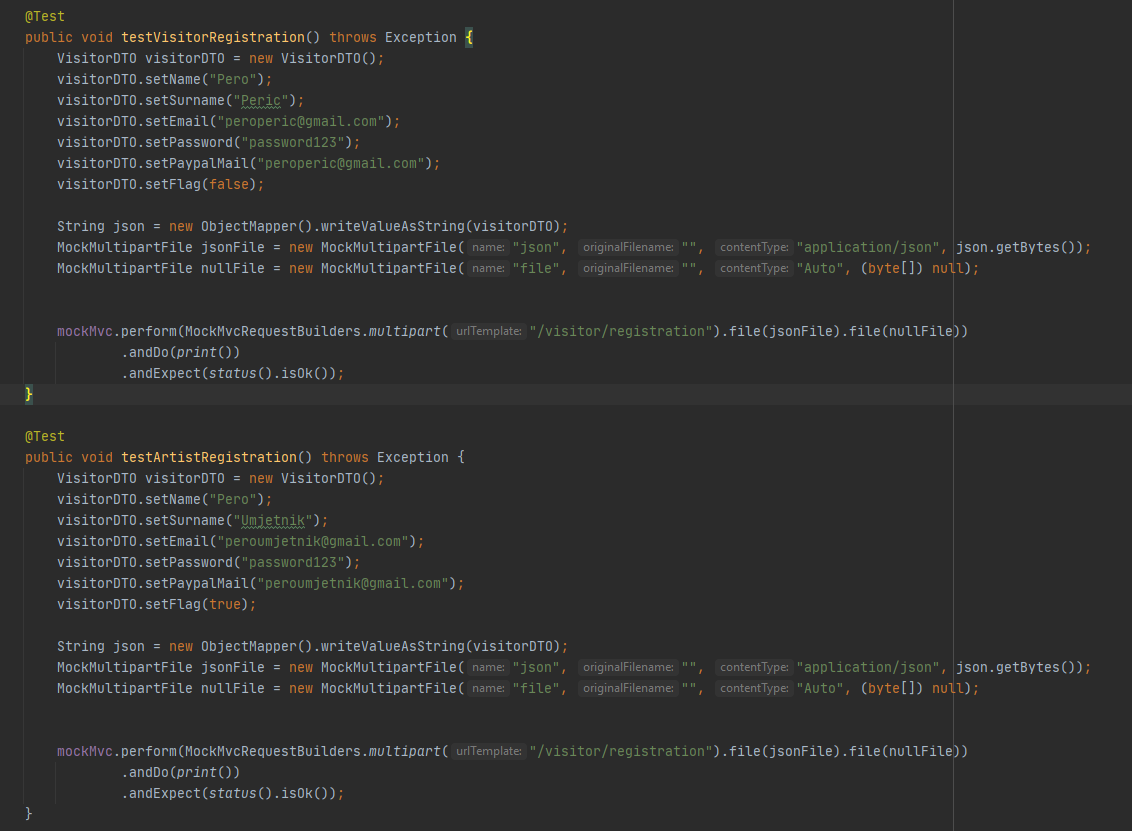 @Test
public void testVisitorRegistration() throws Exception {
VisitorDTO visitorDTO = new VisitorDTO();
visitorDTO.setName("Pero");
visitorDTO.setSurname("Peric");
visitorDTO.setEmail("peroperic@gmail.com");
visitorDTO.setPassword("password123");
visitorDTO.setPaypalMail("peroperic@gmail.com");
visitorDTO.setFlag(false);
String json = new ObjectMapper().writeValueAsString(visitorDTO);
MockMultipartFile jsonFile = new MockMultipartFile( name: "json", originalFilename: "", contentType: "application/json", json.getBytes());
MockMultipartFile nullFile = new MockMultipartFile( name: "file", originalFilename: "", contentType: "Auto", (byte[]) null);
mockMvc.perform(MockMvcRequestBuilders.multipart( urlTemplate: "/visitor/registration").file(jsonFile).file(nullFile))
.andDo(print())
.andExpect(status().isOk());
}
@Test
public void testArtistRegistration() throws Exception {
VisitorDTO visitorDTO = new VisitorDTO();
visitorDTO.setName("Pero");
visitorDTO.setSurname("Umjetnik");
visitorDTO.setEmail("peroumjetnik@gmail.com");
visitorDTO.setPassword("password123");
visitorDTO.setPaypalMail("peroumjetnik@gmail.com");
visitorDTO.setFlag(true);
String json = new ObjectMapper().writeValueAsString(visitorDTO);
MockMultipartFile jsonFile = new MockMultipartFile( name: "json", originalFilename: "", contentType: "application/json", json.getBytes());
MockMultipartFile nullFile = new MockMultipartFile( name: "file", originalFilename: "", contentType: "Auto", (byte[]) null);
mockMvc.perform(MockMvcRequestBuilders.multipart( urlTemplate: "/visitor/registration").file(jsonFile).file(nullFile))
.andDo(print())
.andExpect(status().isOk());
}